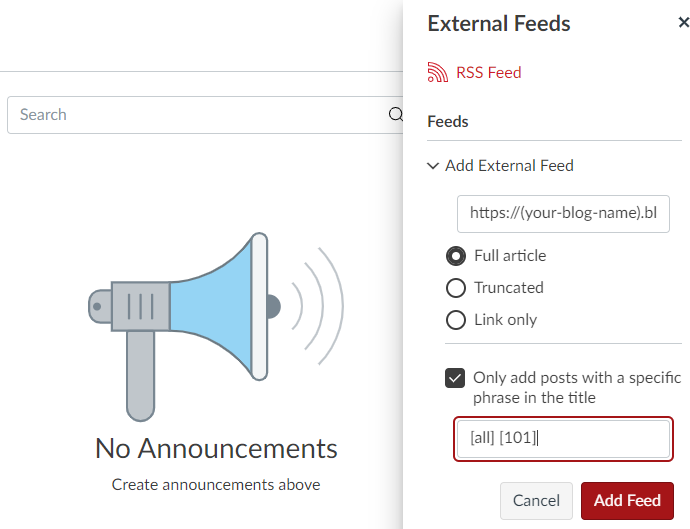 External Feeds
RSS Feed
Search
Feeds
Add External Feed
https://(your-blog-name).bl
Full article
Truncated
Link only
Only add posts with a specific
phrase in the title
[all] [101]
No Announcements
Create announcements above
Cancel
Add Feed